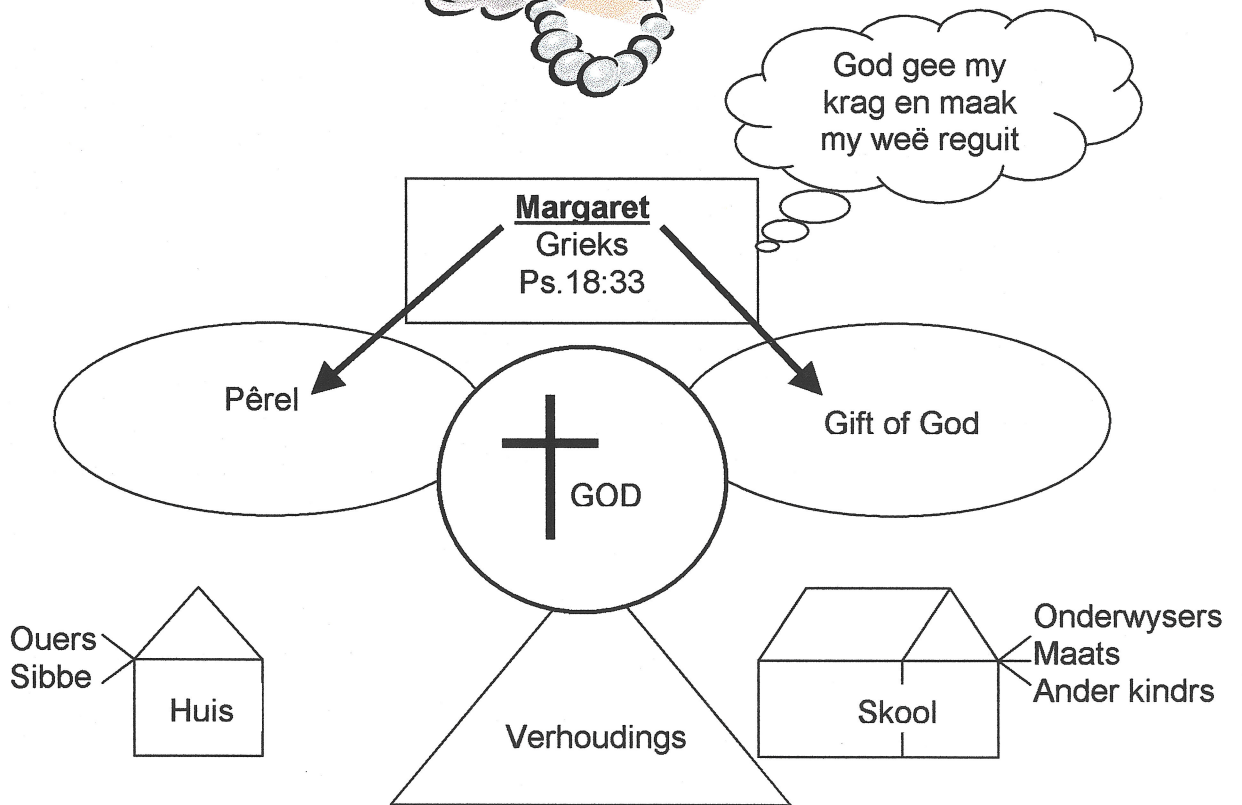 God gee my
krag en maak
my weë reguit
Margaret
Grieks
Ps.18:33
Pêrel
Gift of God
GOD
Ouers
Sibbe
Huis
Verhoudings
Skool
Onderwysers
Maats
Ander kindrs